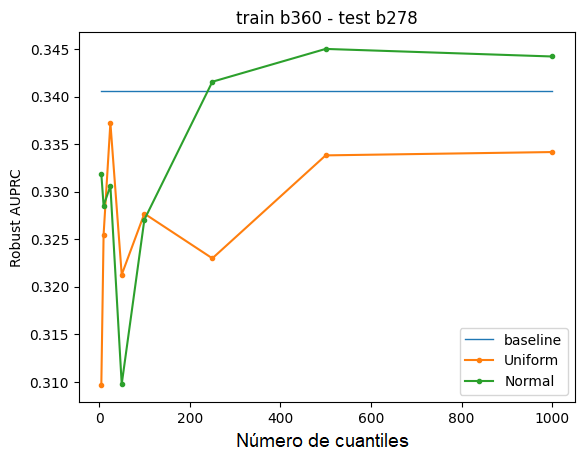 train b360 - test b278
Robust AUPRC
0.345
0.340
0.335
0.330
0.325
0.320
0.315
0.310
0
200
400
600
800
1000
Número de cuantiles
baseline
Uniform
Normal